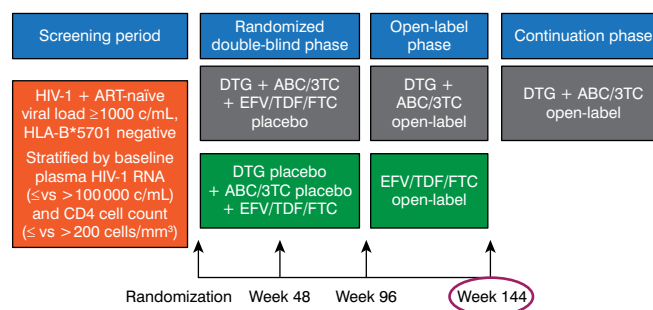 Screening period
Randomized
double-blind phase
Open-label
phase
Continuation phase
HIV-1 + ART-naïve
viral load ≥1000 c/mL,
HLA-B*5701 negative
Stratified by baseline
plasma HIV-1 RNA
(≤vs >100 000 c/mL)
and CD4 cell count
(≤ vs >200 cells/mm³)
DTG + ABC/3TC
+ EFV/TDF/FTC
placebo
DTG +
ABC/3TC
open-label
DTG + ABC/3TC
open-label
DTG placebo
+ ABC/3TC placebo
+ EFV/TDF/FTC
EFV/TDF/FTC
open-label
Randomization
Week 48
Week 96
Week 144